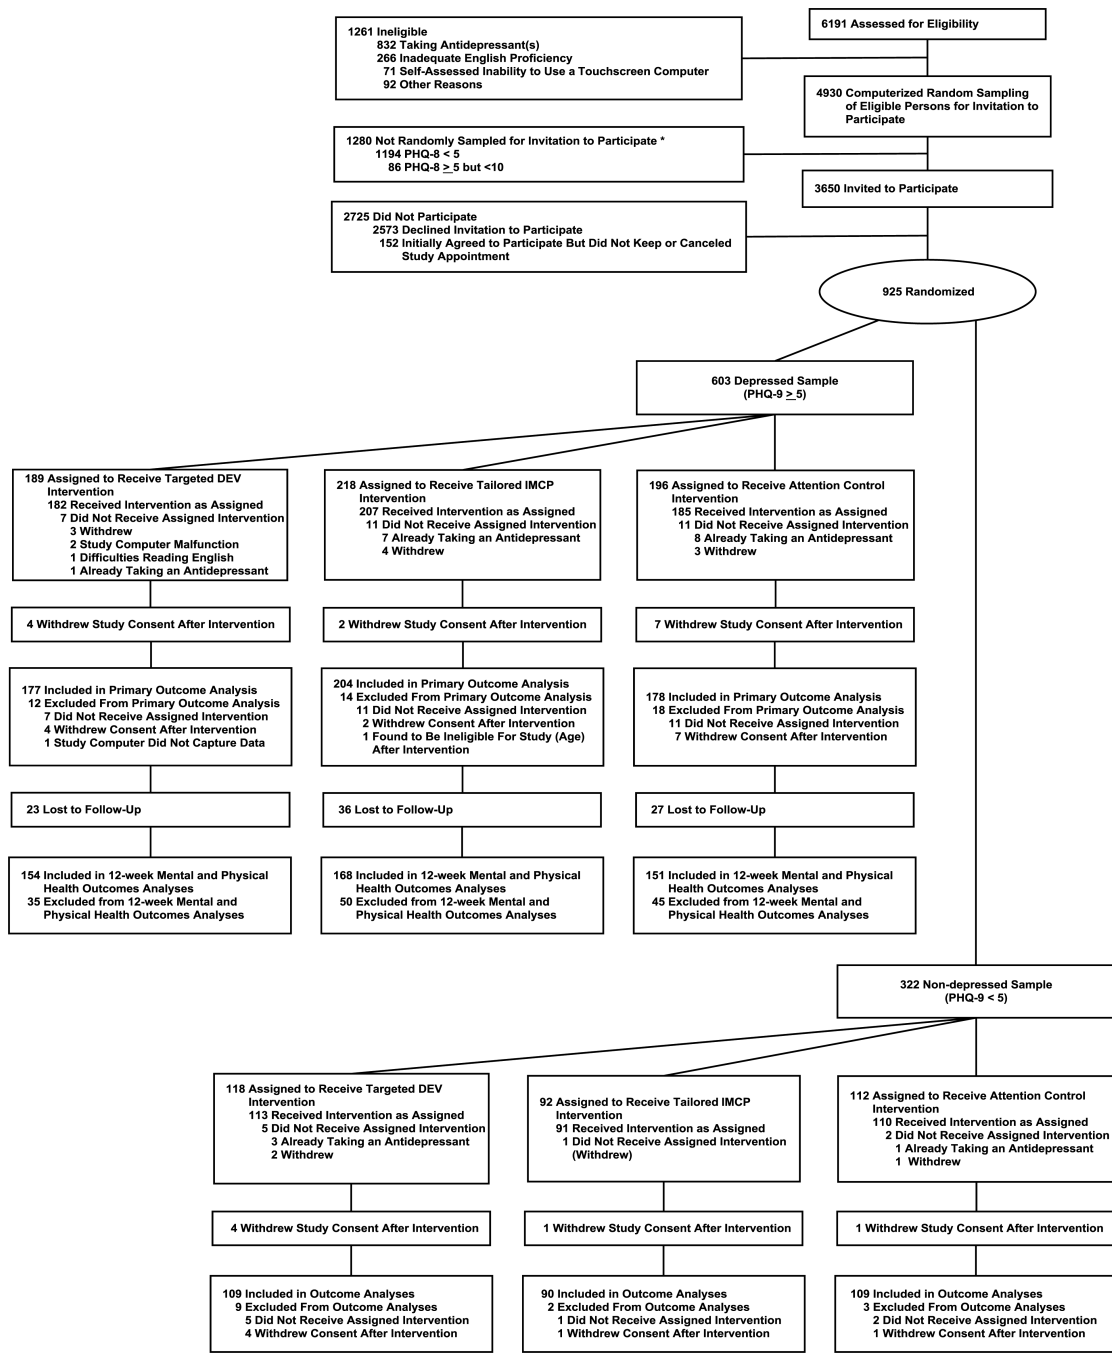 6191 Assessed for Eligibility
1261 Ineligible
832 Taking Antidepressant(s)
266 Inadequate English Proficiency
71 Self-Assessed Inability to Use a Touchscreen Computer
92 Other Reasons
4930 Computerized Random Sampling
of Eligible Persons for Invitation to
Participate
1280 Not Randomly Sampled for Invitation to Participate *
1194 PHQ-8 < 5
86 PHQ-8 ≥ 5 but <10
3650 Invited to Participate
2725 Did Not Participate
2573 Declined Invitation to Participate
152 Initially Agreed to Participate But Did Not Keep or Canceled
Study Appointment
925 Randomized
603 Depressed Sample
(PHQ-9 ≥ 5)
189 Assigned to Receive Targeted DEV
Intervention
182 Received Intervention as Assigned
7 Did Not Receive Assigned Intervention
3 Withdrew
2 Study Computer Malfunction
1 Difficulties Reading English
1 Already Taking an Antidepressant
218 Assigned to Receive Tailored IMCP
Intervention
207 Received Intervention as Assigned
11 Did Not Receive Assigned Intervention
7 Already Taking an Antidepressant
4 Withdrew
196 Assigned to Receive Attention Control
Intervention
185 Received Intervention as Assigned
11 Did Not Receive Assigned Intervention
8 Already Taking an Antidepressant
3 Withdrew
4 Withdrew Study Consent After Intervention
2 Withdrew Study Consent After Intervention
7 Withdrew Study Consent After Intervention
177 Included in Primary Outcome Analysis
12 Excluded From Primary Outcome Analysis
7 Did Not Receive Assigned Intervention
4 Withdrew Consent After Intervention
1 Study Computer Did Not Capture Data
204 Included in Primary Outcome Analysis
14 Excluded From Primary Outcome Analysis
11 Did Not Receive Assigned Intervention
2 Withdrew Consent After Intervention
1 Found to Be Ineligible For Study (Age)
After Intervention
178 Included in Primary Outcome Analysis
18 Excluded From Primary Outcome Analysis
11 Did Not Receive Assigned Intervention
7 Withdrew Consent After Intervention
23 Lost to Follow-Up
36 Lost to Follow-Up
27 Lost to Follow-Up
154 Included in 12-week Mental and Physical
Health Outcomes Analyses
35 Excluded from 12-week Mental and
Physical Health Outcomes Analyses
168 Included in 12-week Mental and Physical
Health Outcomes Analyses
50 Excluded from 12-week Mental and
Physical Health Outcomes Analyses
151 Included in 12-week Mental and Physical
Health Outcomes Analyses
45 Excluded from 12-week Mental and
Physical Health Outcomes Analyses
322 Non-depressed Sample
(PHQ-9 < 5)
118 Assigned to Receive Targeted DEV
Intervention
113 Received Intervention as Assigned
5 Did Not Receive Assigned Intervention
3 Already Taking an Antidepressant
2 Withdrew
92 Assigned to Receive Tailored IMCP
Intervention
91 Received Intervention as Assigned
1 Did Not Receive Assigned Intervention
(Withdrew)
112 Assigned to Receive Attention Control
Intervention
110 Received Intervention as Assigned
2 Did Not Receive Assigned Intervention
1 Already Taking an Antidepressant
1 Withdrew
4 Withdrew Study Consent After Intervention
1 Withdrew Study Consent After Intervention
1 Withdrew Study Consent After Intervention
109 Included in Outcome Analyses
9 Excluded From Outcome Analyses
5 Did Not Receive Assigned Intervention
4 Withdrew Consent After Intervention
90 Included in Outcome Analyses
2 Excluded From Outcome Analyses
1 Did Not Receive Assigned Intervention
1 Withdrew Consent After Intervention
109 Included in Outcome Analyses
3 Excluded From Outcome Analyses
2 Did Not Receive Assigned Intervention
1 Withdrew Consent After Intervention